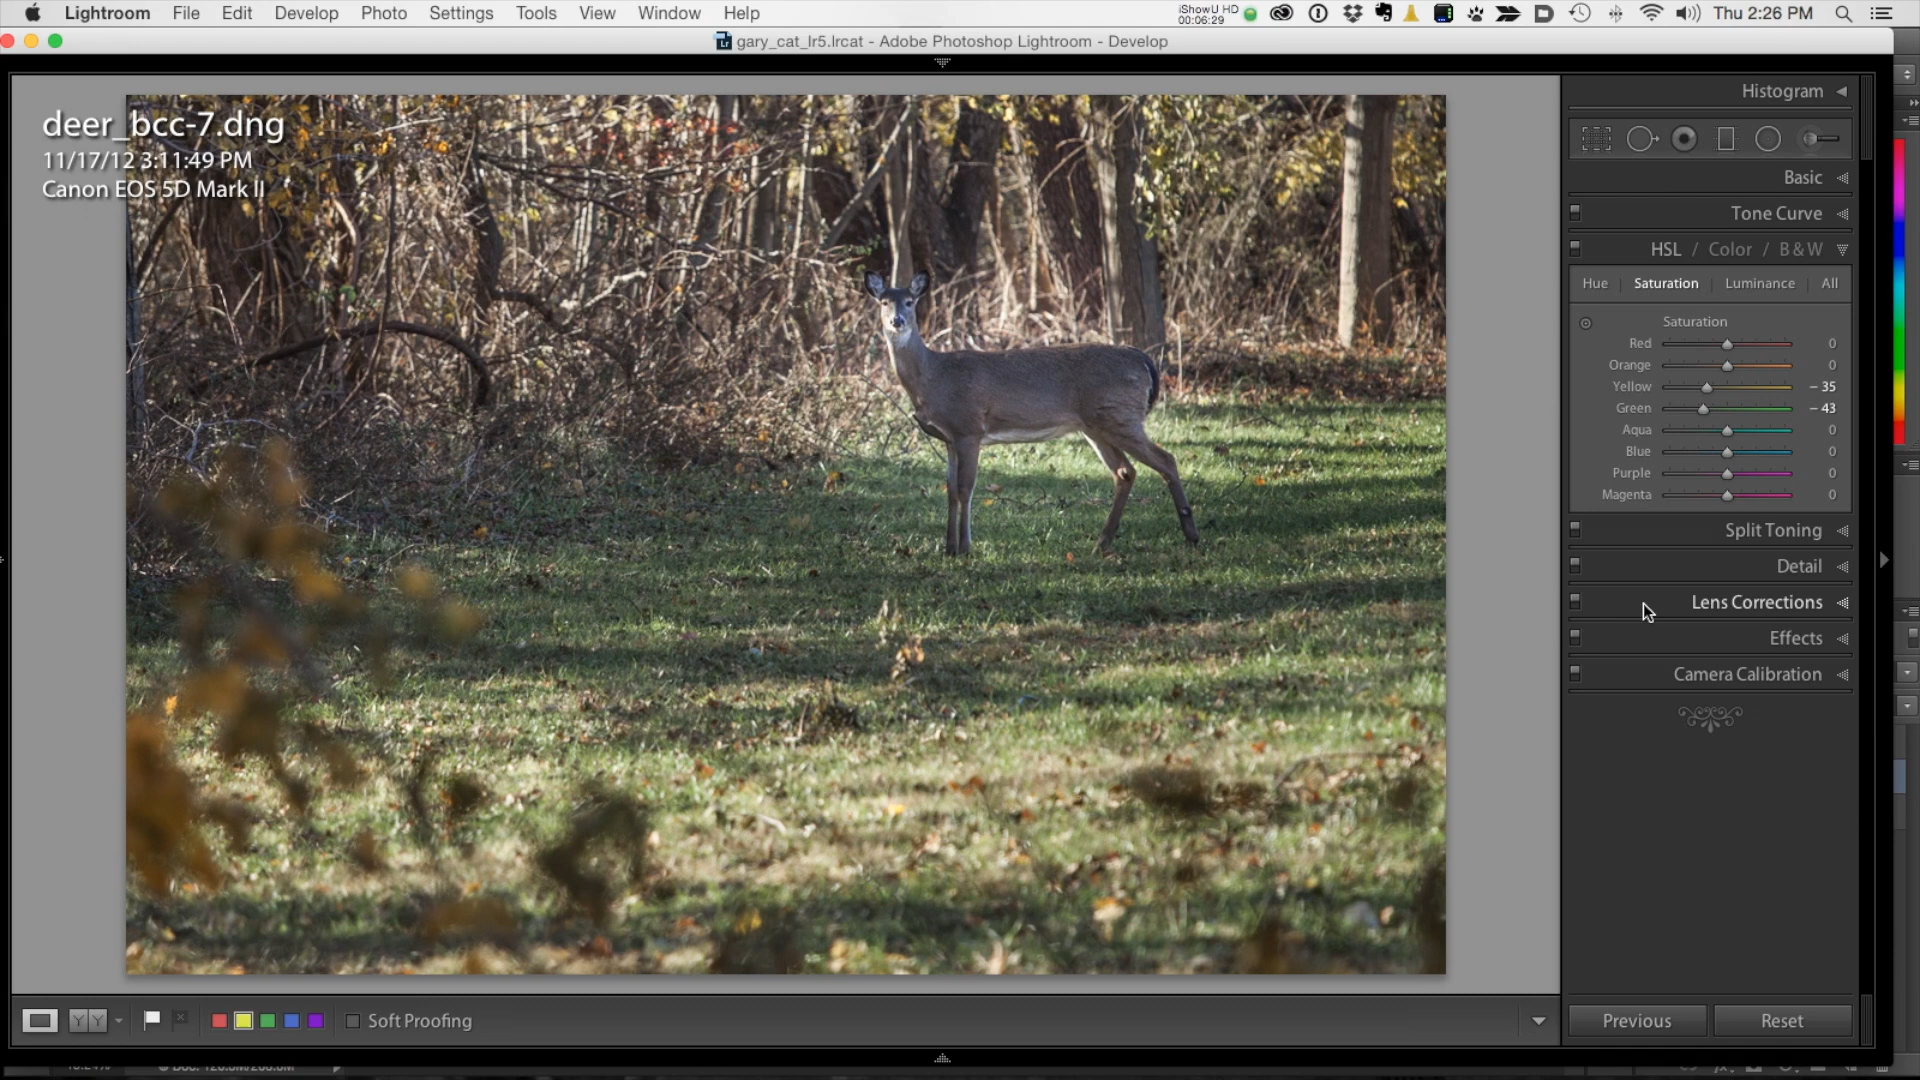 Lightroom File Edit Develop Photo Settings Tools View Window Help iShowU HD 00:06:29 Thu 2:26 PM
gary_cat_lr5.lrcat - Adobe Photoshop Lightroom - Develop
deer_bcc-7.dng
11/17/12 3:11:49 PM
Canon EOS 5D Mark II
Histogram
Basic
Tone Curve
HSL / Color / B & W
Hue Saturation Luminance All
Saturation
Red 0
Orange 0
Yellow – 35
Green – 43
Aqua 0
Blue 0
Purple 0
Magenta 0
Split Toning
Detail
Lens Corrections
Effects
Camera Calibration
YY Soft Proofing
Previous Reset